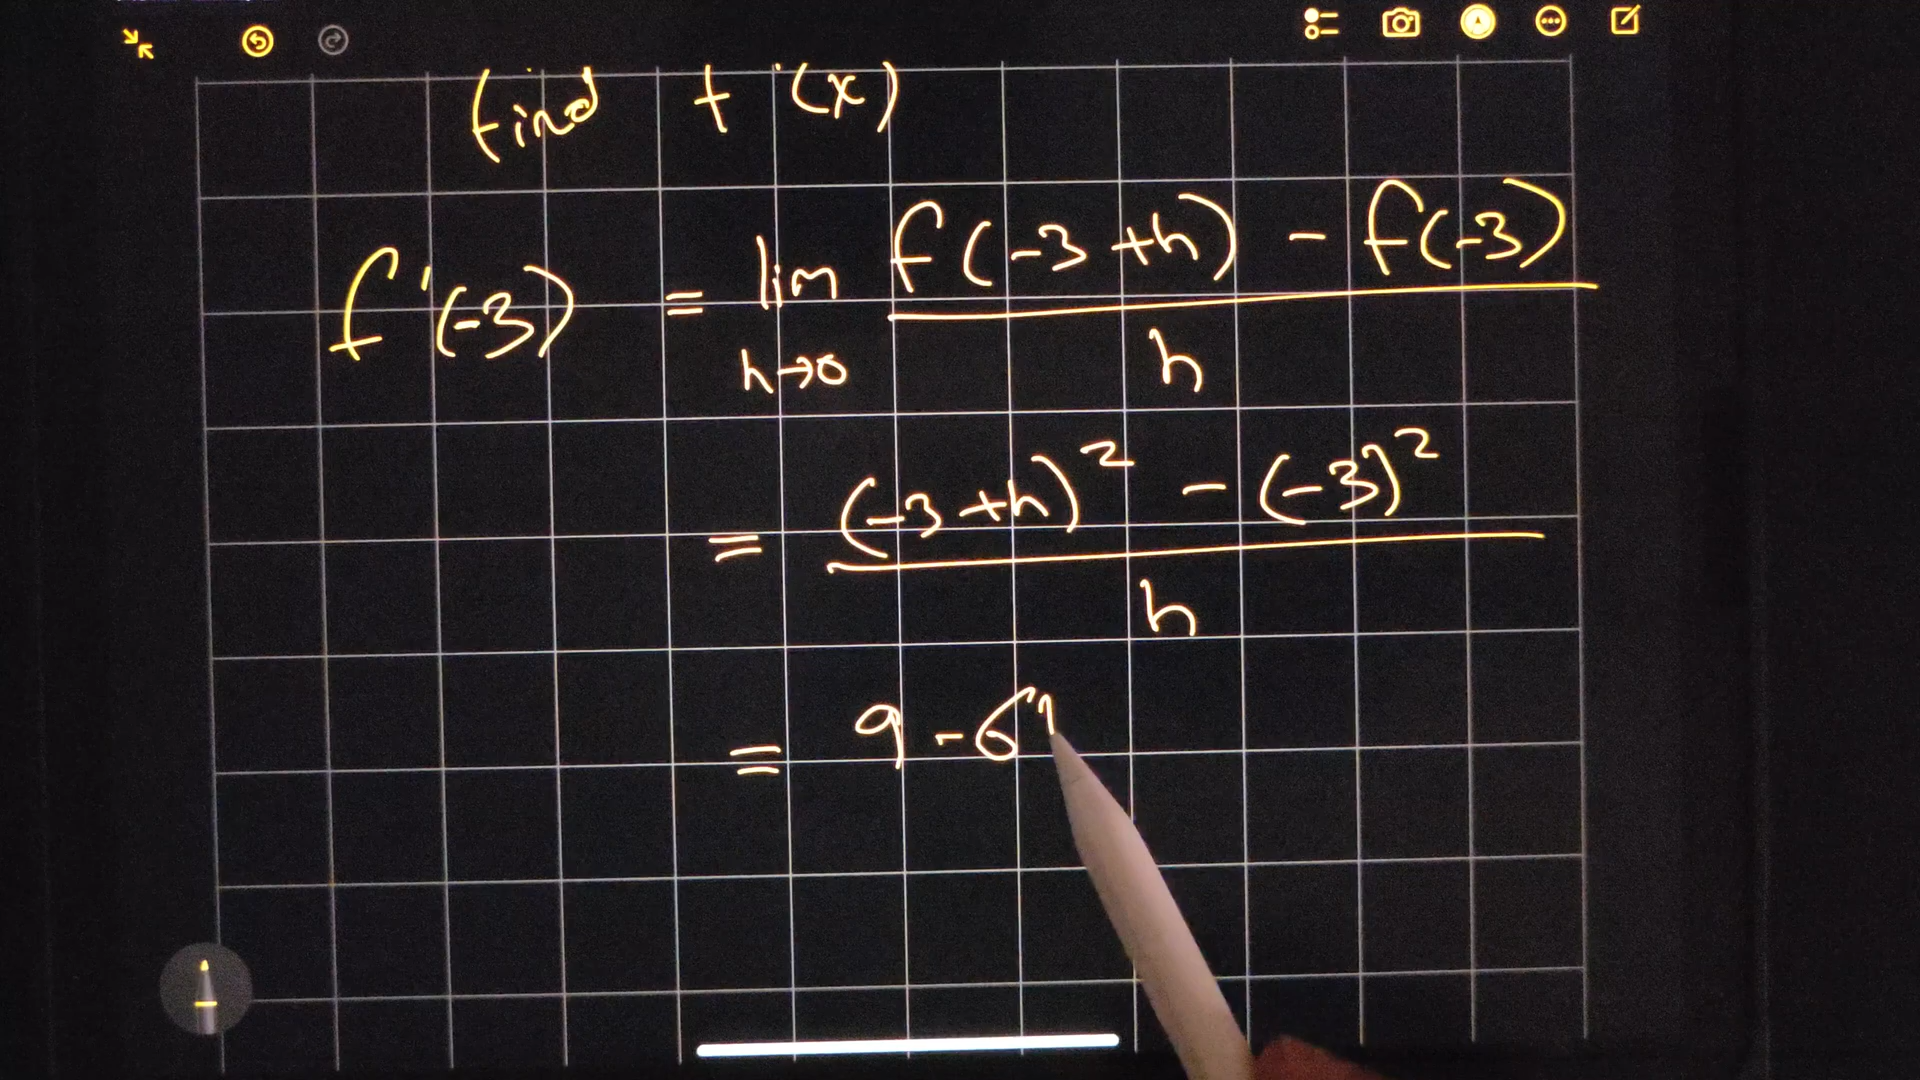 find f'(x)
f'(-3) = lim h→0 f(-3+h) - f(-3) / h
= (-3+h)² - (-3)² / h
= 9 - 6